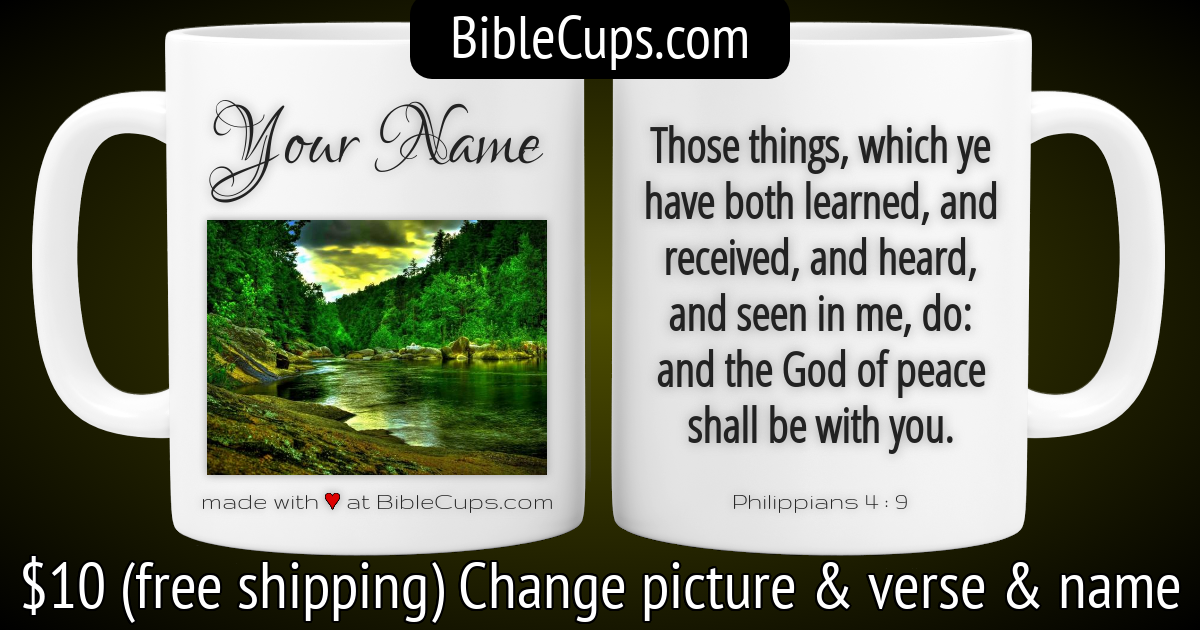 BibleCups.com
Your Name
made with ❤ at BibleCups.com
Those things, which ye
have both learned, and
received, and heard,
and seen in me, do:
and the God of peace
shall be with you.
Philippians 4 : 9
$10 (free shipping) Change picture & verse & name